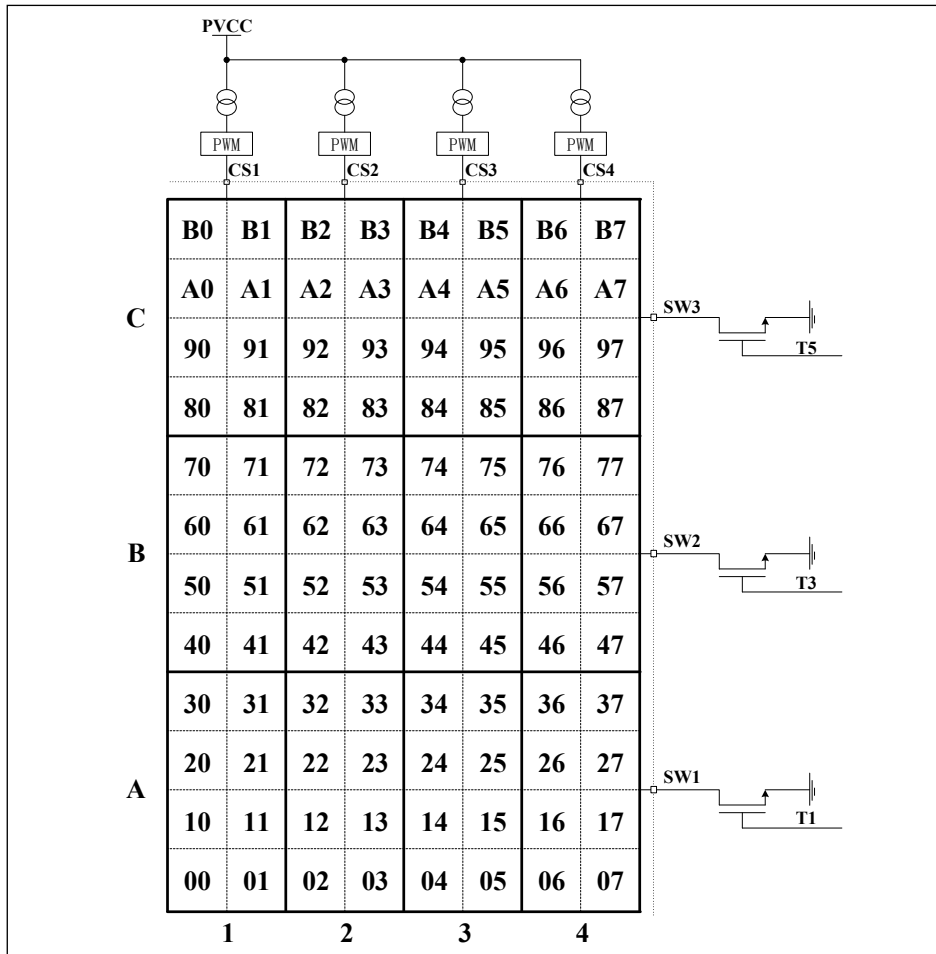 PVCC
PWM PWM PWM PWM
CS1 CS2 CS3 CS4
B0 B1 B2 B3 B4 B5 B6 B7
A0 A1 A2 A3 A4 A5 A6 A7
C SW3
90 91 92 93 94 95 96 97
T5
80 81 82 83 84 85 86 87
70 71 72 73 74 75 76 77
60 61 62 63 64 65 66 67
B SW2
50 51 52 53 54 55 56 57
T3
40 41 42 43 44 45 46 47
30 31 32 33 34 35 36 37
20 21 22 23 24 25 26 27
A SW1
10 11 12 13 14 15 16 17
T1
00 01 02 03 04 05 06 07
1 2 3 4